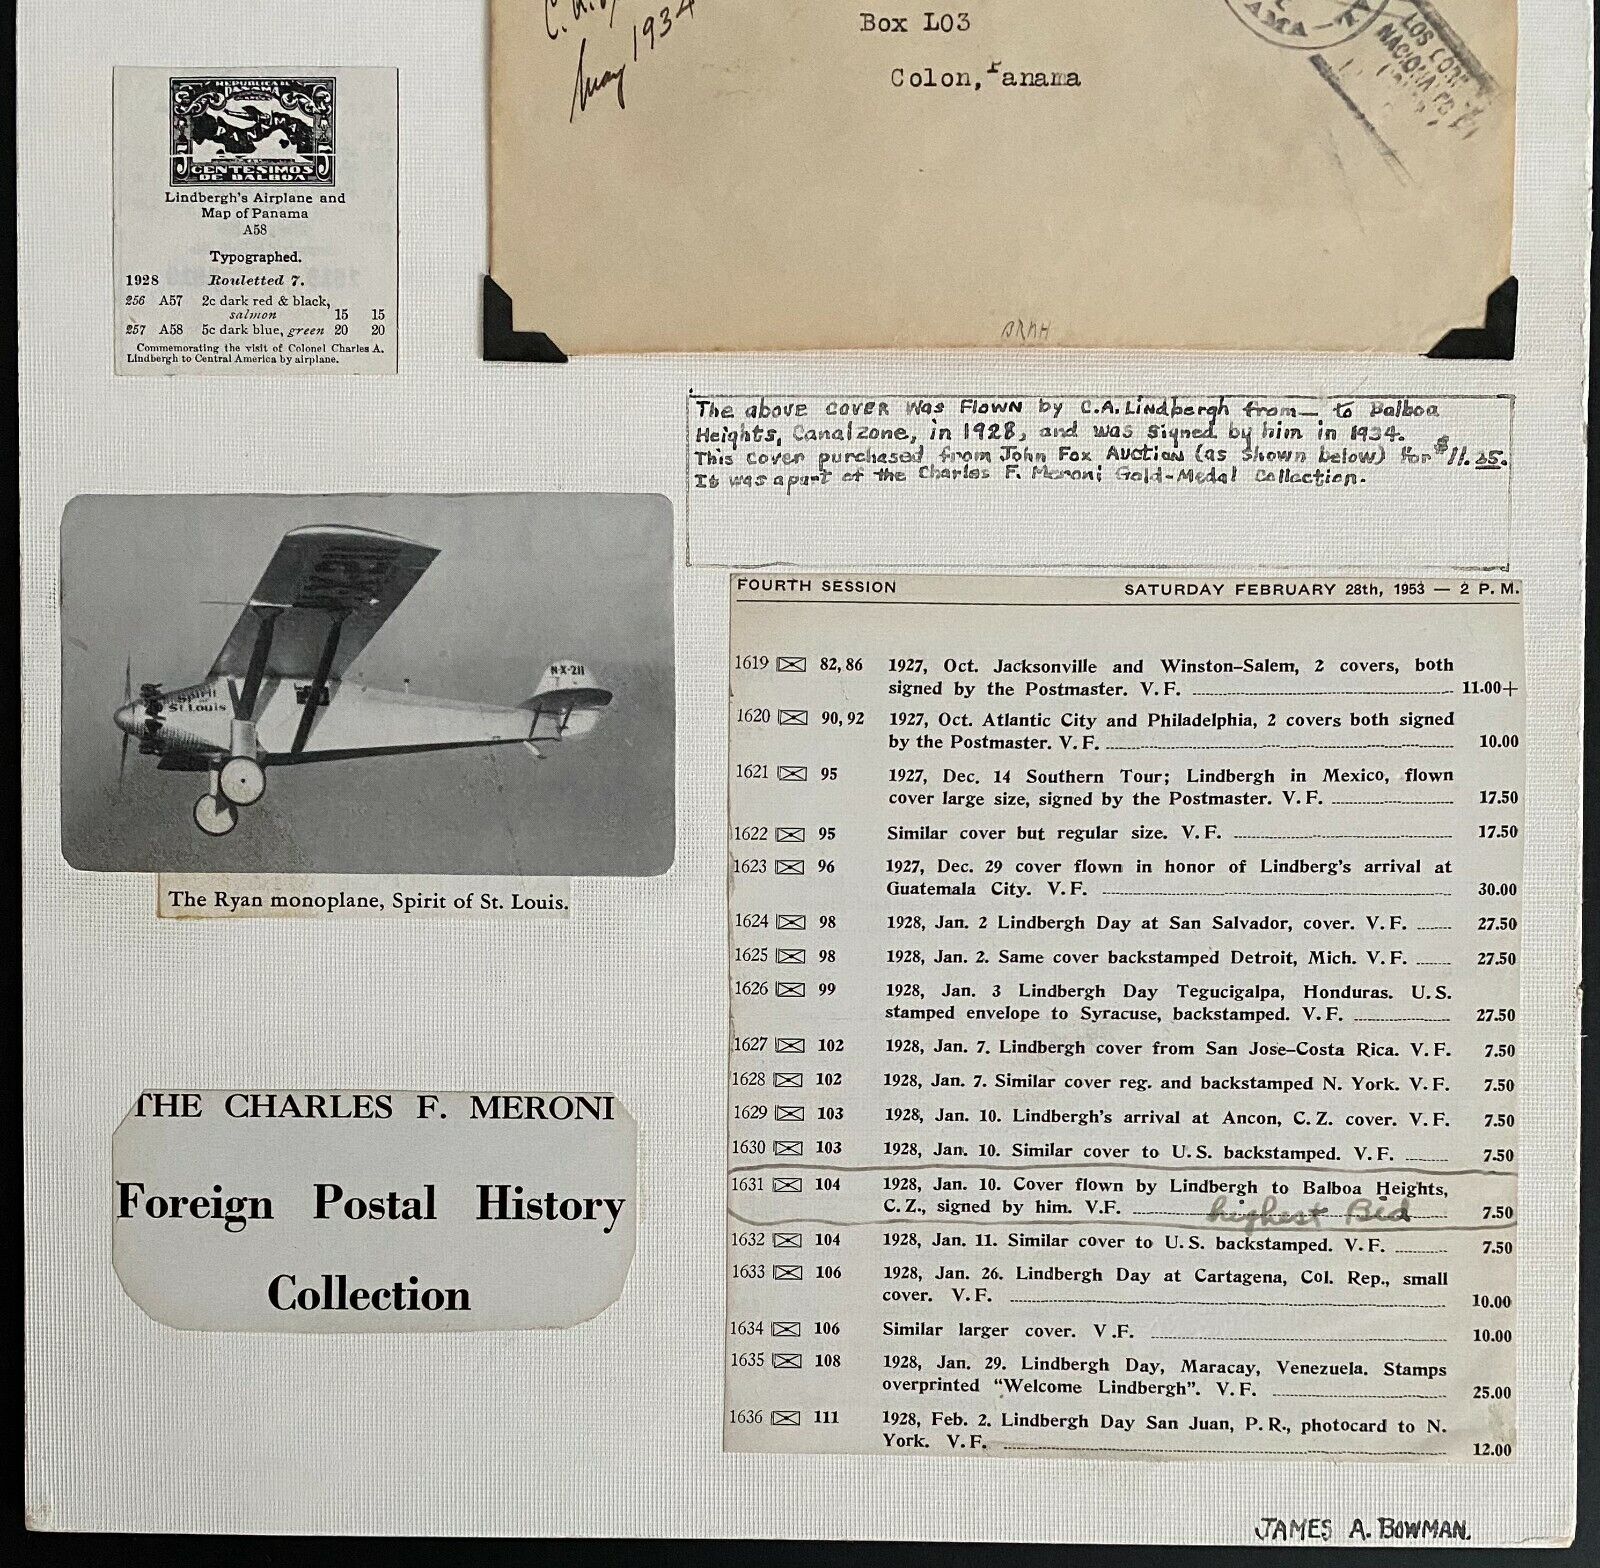 May 1934
Box L03
Colon, Panama
AMA
LOS CORR
NACIONA
REPUBLICA DE
PANAMA
PANAMA
CENTESIMOS
DE BALBOA
Lindbergh's Airplane and
Map of Panama
A58
Typographed.
1928 Rouletted 7.
256 A57 2c dark red & black,
salmon 15 15
257 A58 5c dark blue, green 20 20
Commemorating the visit of Colonel Charles A.
Lindbergh to Central America by airplane.
The above cover was flown by C.A. Lindbergh from — to Balboa
Heights, Canalzone, in 1928, and was signed by him in 1934.
This cover purchased from John Fox Auction (as shown below) for $11.25.
It was a part of the Charles F. Meroni Gold-Medal Collection.
N-X-211
Spirit
of
St. Louis
The Ryan monoplane, Spirit of St. Louis.
THE CHARLES F. MERONI
Foreign Postal History
Collection
FOURTH SESSION SATURDAY FEBRUARY 28th, 1953 — 2 P. M.
1619 82, 86 1927, Oct. Jacksonville and Winston-Salem, 2 covers, both
signed by the Postmaster. V. F. 11.00+
1620 90, 92 1927, Oct. Atlantic City and Philadelphia, 2 covers both signed
by the Postmaster. V. F. 10.00
1621 95 1927, Dec. 14 Southern Tour; Lindbergh in Mexico, flown
cover large size, signed by the Postmaster. V. F. 17.50
1622 95 Similar cover but regular size. V. F. 17.50
1623 96 1927, Dec. 29 cover flown in honor of Lindberg's arrival at
Guatemala City. V. F. 30.00
1624 98 1928, Jan. 2 Lindbergh Day at San Salvador, cover. V. F. 27.50
1625 98 1928, Jan. 2. Same cover backstamped Detroit, Mich. V. F. 27.50
1626 99 1928, Jan. 3 Lindbergh Day Tegucigalpa, Honduras. U. S.
stamped envelope to Syracuse, backstamped. V. F. 27.50
1627 102 1928, Jan. 7. Lindbergh cover from San Jose-Costa Rica. V. F. 7.50
1628 102 1928, Jan. 7. Similar cover reg. and backstamped N. York. V. F. 7.50
1629 103 1928, Jan. 10. Lindbergh's arrival at Ancon, C. Z. cover. V. F. 7.50
1630 103 1928, Jan. 10. Similar cover to U. S. backstamped. V. F. 7.50
1631 104 1928, Jan. 10. Cover flown by Lindbergh to Balboa Heights,
C. Z., signed by him. V.F. highest Bid 7.50
1632 104 1928, Jan. 11. Similar cover to U. S. backstamped. V. F. 7.50
1633 106 1928, Jan. 26. Lindbergh Day at Cartagena, Col. Rep., small
cover. V. F. 10.00
1634 106 Similar larger cover. V .F. 10.00
1635 108 1928, Jan. 29. Lindbergh Day, Maracay, Venezuela. Stamps
overprinted "Welcome Lindbergh". V. F. 25.00
1636 111 1928, Feb. 2. Lindbergh Day San Juan, P. R., photocard to N.
York. V. F. 12.00
JAMES A. BOWMAN.